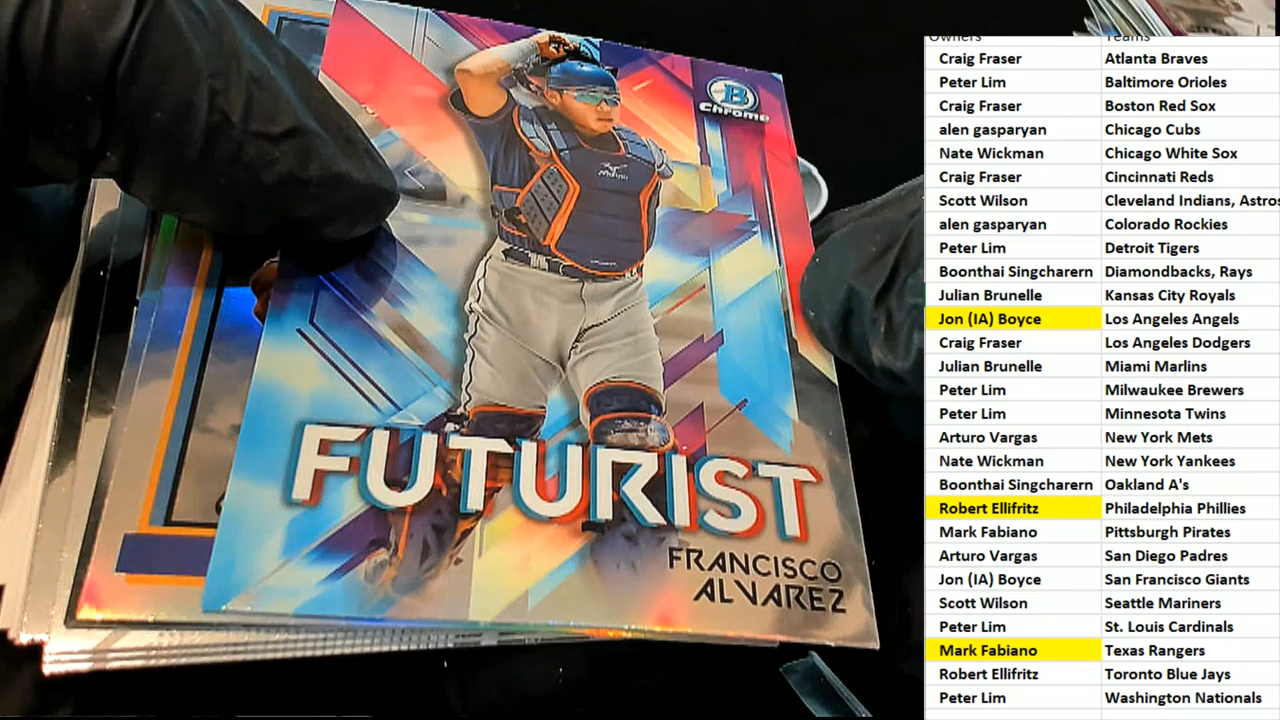 B
Chrome
MIZUNO
FUTURIST
FRANCISCO
ALVAREZ
Owners Teams
Craig Fraser Atlanta Braves
Peter Lim Baltimore Orioles
Craig Fraser Boston Red Sox
alen gasparyan Chicago Cubs
Nate Wickman Chicago White Sox
Craig Fraser Cincinnati Reds
Scott Wilson Cleveland Indians, Astros
alen gasparyan Colorado Rockies
Peter Lim Detroit Tigers
Boonthai Singcharern Diamondbacks, Rays
Julian Brunelle Kansas City Royals
Jon (IA) Boyce Los Angeles Angels
Craig Fraser Los Angeles Dodgers
Julian Brunelle Miami Marlins
Peter Lim Milwaukee Brewers
Peter Lim Minnesota Twins
Arturo Vargas New York Mets
Nate Wickman New York Yankees
Boonthai Singcharern Oakland A's
Robert Ellifritz Philadelphia Phillies
Mark Fabiano Pittsburgh Pirates
Arturo Vargas San Diego Padres
Jon (IA) Boyce San Francisco Giants
Scott Wilson Seattle Mariners
Peter Lim St. Louis Cardinals
Mark Fabiano Texas Rangers
Robert Ellifritz Toronto Blue Jays
Peter Lim Washington Nationals